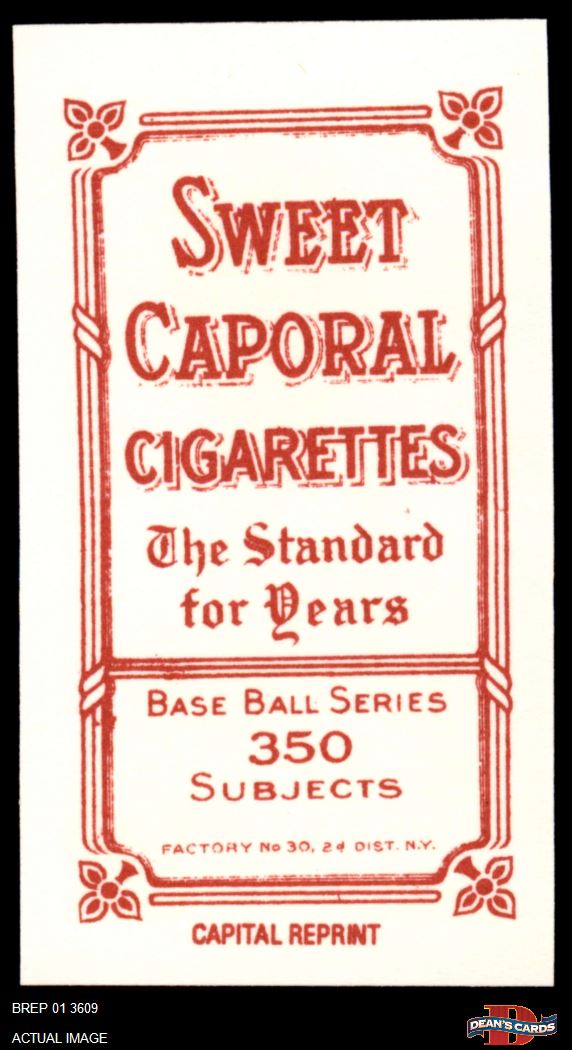 SWEET
CAPORAL
CIGARETTES
The Standard
for Years
BASE BALL SERIES
350
SUBJECTS
FACTORY No 30, 2d DIST. N.Y.
CAPITAL REPRINT
BREP 01 3609
ACTUAL IMAGE
D
DEAN'S CARDS